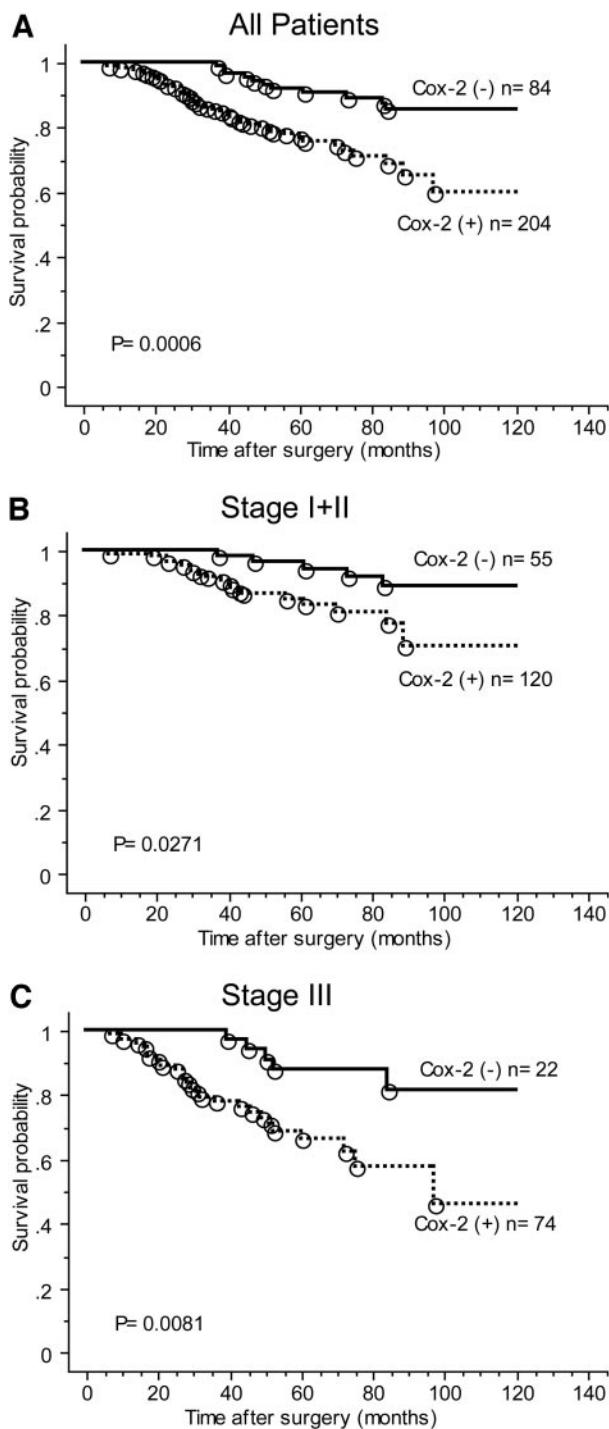 A
All Patients
1
.8
.6
.4
.2
0
Survival probability
Cox-2 (-) n= 84
Cox-2 (+) n= 204
P= 0.0006
0 20 40 60 80 100 120 140
Time after surgery (months)
B
Stage I+II
1
.8
.6
.4
.2
0
Survival probability
Cox-2 (-) n= 55
Cox-2 (+) n= 120
P= 0.0271
0 20 40 60 80 100 120 140
Time after surgery (months)
C
Stage III
1
.8
.6
.4
.2
0
Survival probability
Cox-2 (-) n= 22
Cox-2 (+) n= 74
P= 0.0081
0 20 40 60 80 100 120 140
Time after surgery (months)